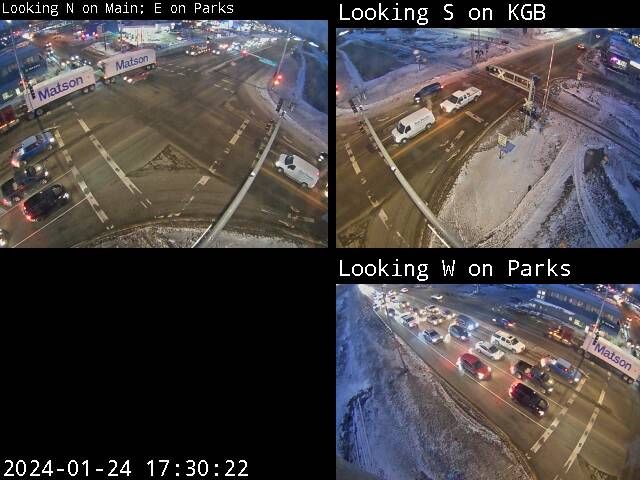 Looking N on Main; E on Parks
Looking S on KGB
Matson
Matson
Looking W on Parks
Matson
2024-01-24 17:30:22